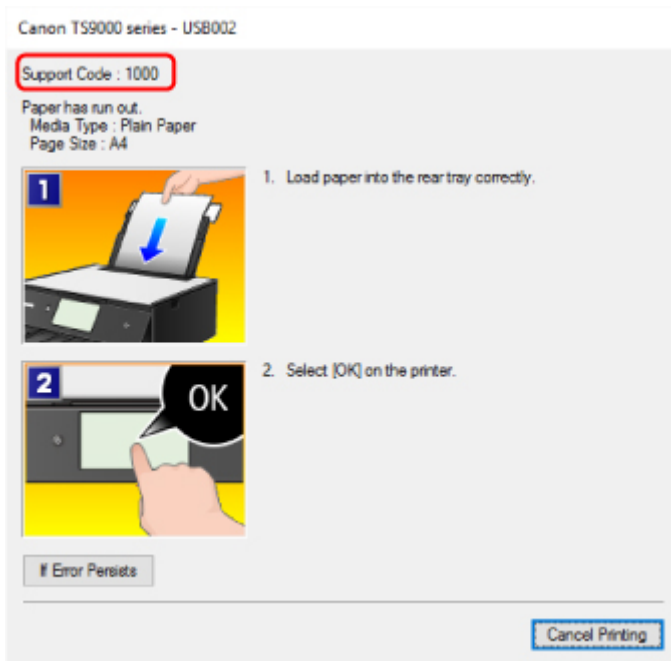 Canon TS9000 series - USB002
Support Code : 1000
Paper has run out.
Media Type : Plain Paper
Page Size : A4
1
1. Load paper into the rear tray correctly.
2
OK
2. Select [OK] on the printer.
If Error Persists
Cancel Printing